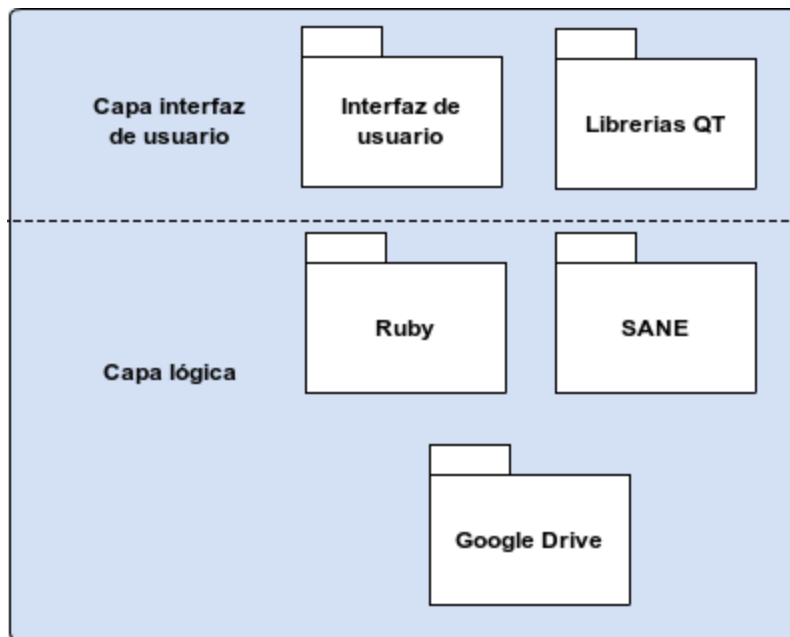 Capa interfaz
de usuario
Interfaz de
usuario
Librerias QT
Capa lógica
Ruby
SANE
Google Drive